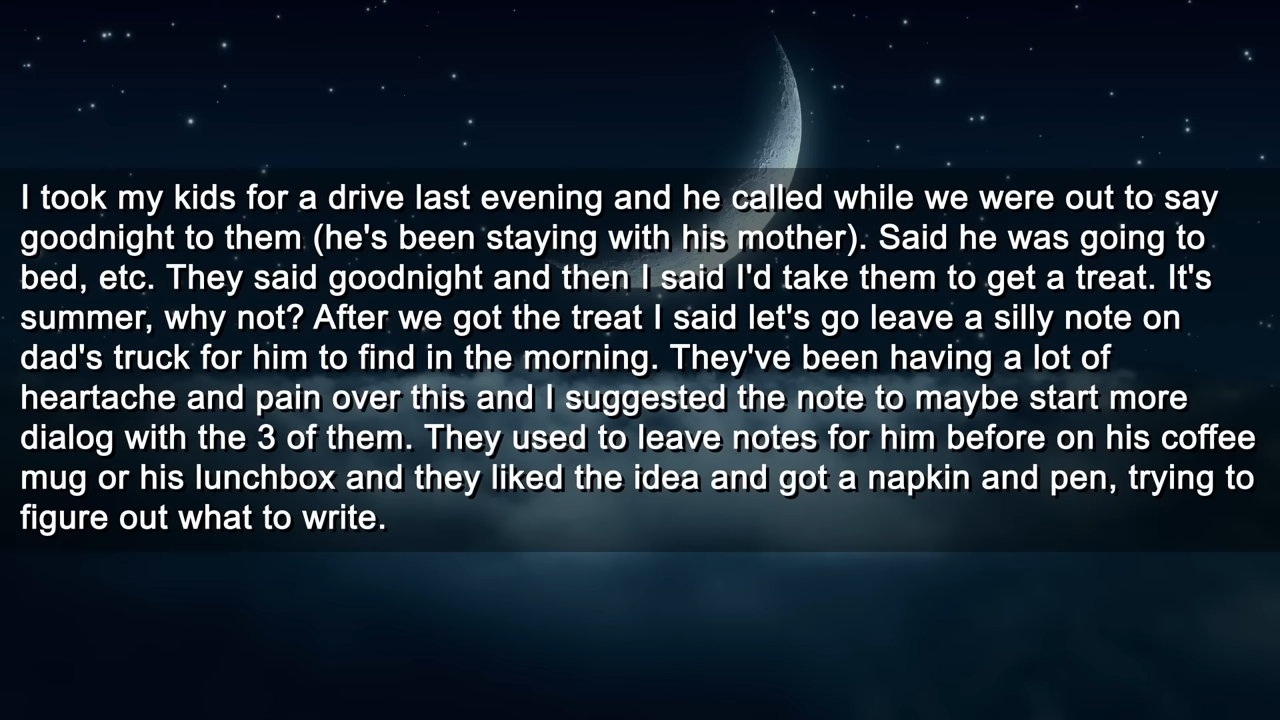 I took my kids for a drive last evening and he called while we were out to say
goodnight to them (he's been staying with his mother). Said he was going to
bed, etc. They said goodnight and then I said I'd take them to get a treat. It's
summer, why not? After we got the treat I said let's go leave a silly note on
dad's truck for him to find in the morning. They've been having a lot of
heartache and pain over this and I suggested the note to maybe start more
dialog with the 3 of them. They used to leave notes for him before on his coffee
mug or his lunchbox and they liked the idea and got a napkin and pen, trying to
figure out what to write.